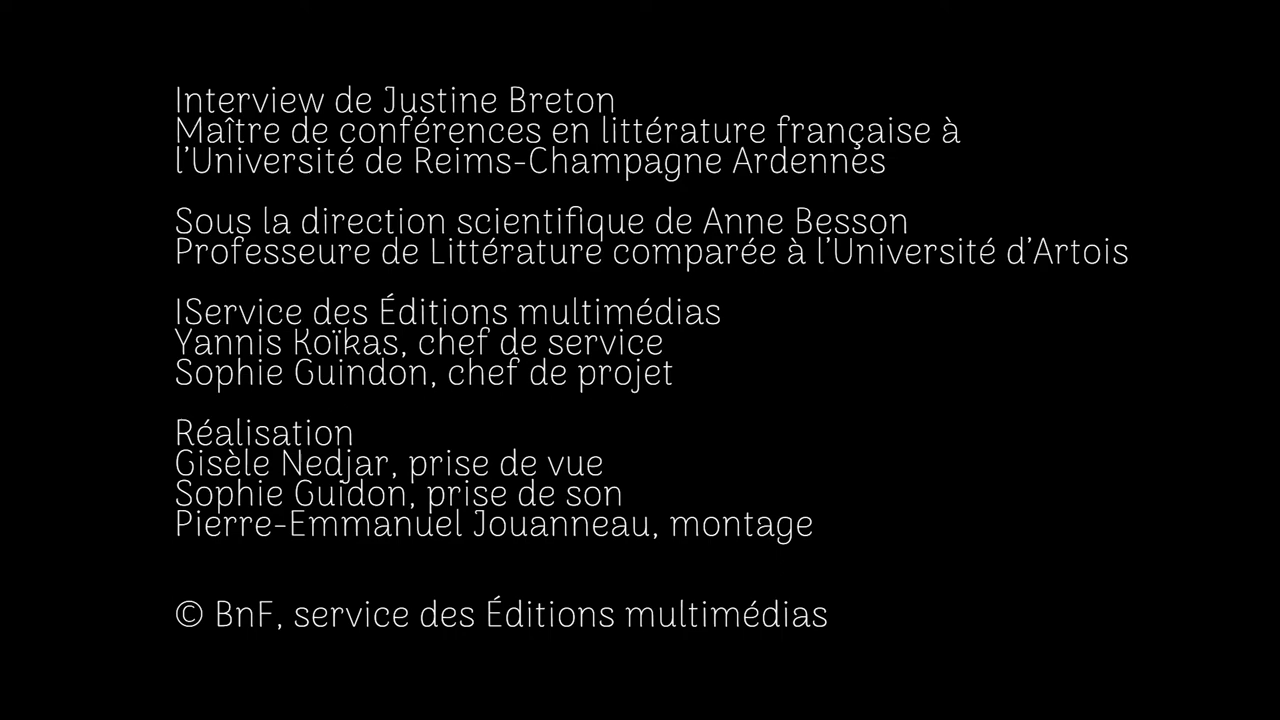 Interview de Justine Breton
Maître de conférences en littérature française à
l'Université de Reims-Champagne Ardennes
Sous la direction scientifique de Anne Besson
Professeure de Littérature comparée à l'Université d'Artois
IService des Éditions multimédias
Yannis Koïkas, chef de service
Sophie Guindon, chef de projet
Réalisation
Gisèle Nedjar, prise de vue
Sophie Guidon, prise de son
Pierre-Emmanuel Jouanneau, montage
© BnF, service des Éditions multimédias